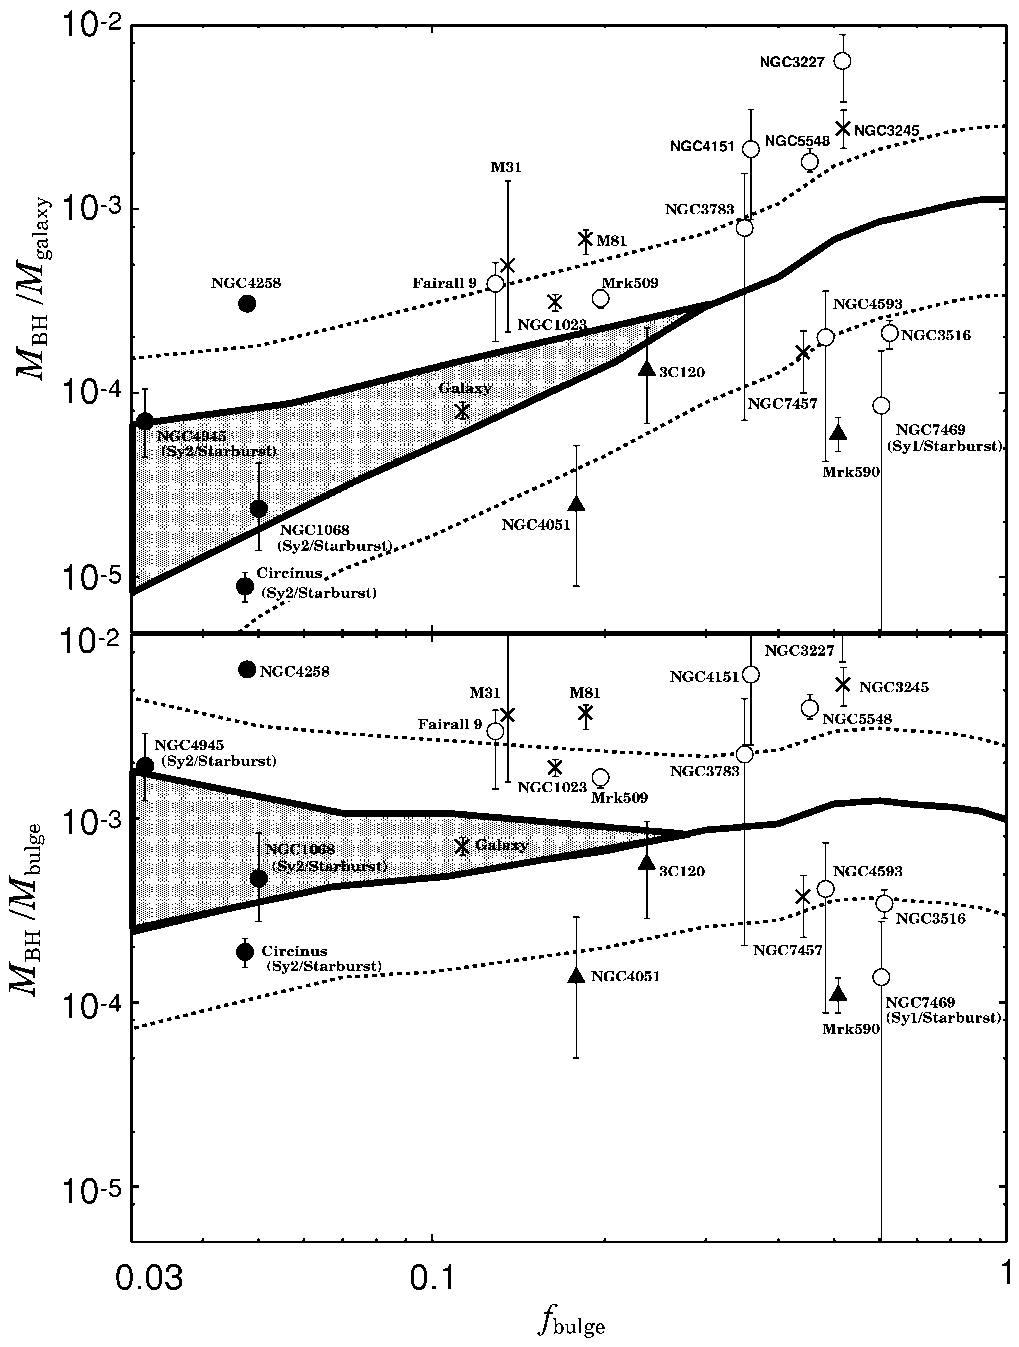 10-2
NGC3227
NGC4151
NGC5548
NGC3245
M31
10-3
NGC3783
M81
NGC4258
Fairall 9
Mrk509
NGC1023
NGC4593
NGC3516
MBH /Mgalaxy
3C120
10-4
Galaxy
NGC7457
NGC4945
(Sy2/Starburst)
NGC7469
(Sy1/Starburst)
Mrk590
NGC1068
(Sy2/Starburst)
NGC4051
10-5
Circinus
(Sy2/Starburst)
10-2
NGC4258
NGC4151
NGC3227
NGC3245
M31
M81
Fairall 9
NGC5548
NGC4945
(Sy2/Starburst)
NGC3783
NGC1023
Mrk509
10-3
NGC1068
(Sy2/Starburst)
Galaxy
3C120
NGC4593
MBH /Mbulge
NGC3516
Circinus
(Sy2/Starburst)
NGC7457
NGC4051
10-4
NGC7469
(Sy1/Starburst)
Mrk590
10-5
0.03
0.1
1
fbulge